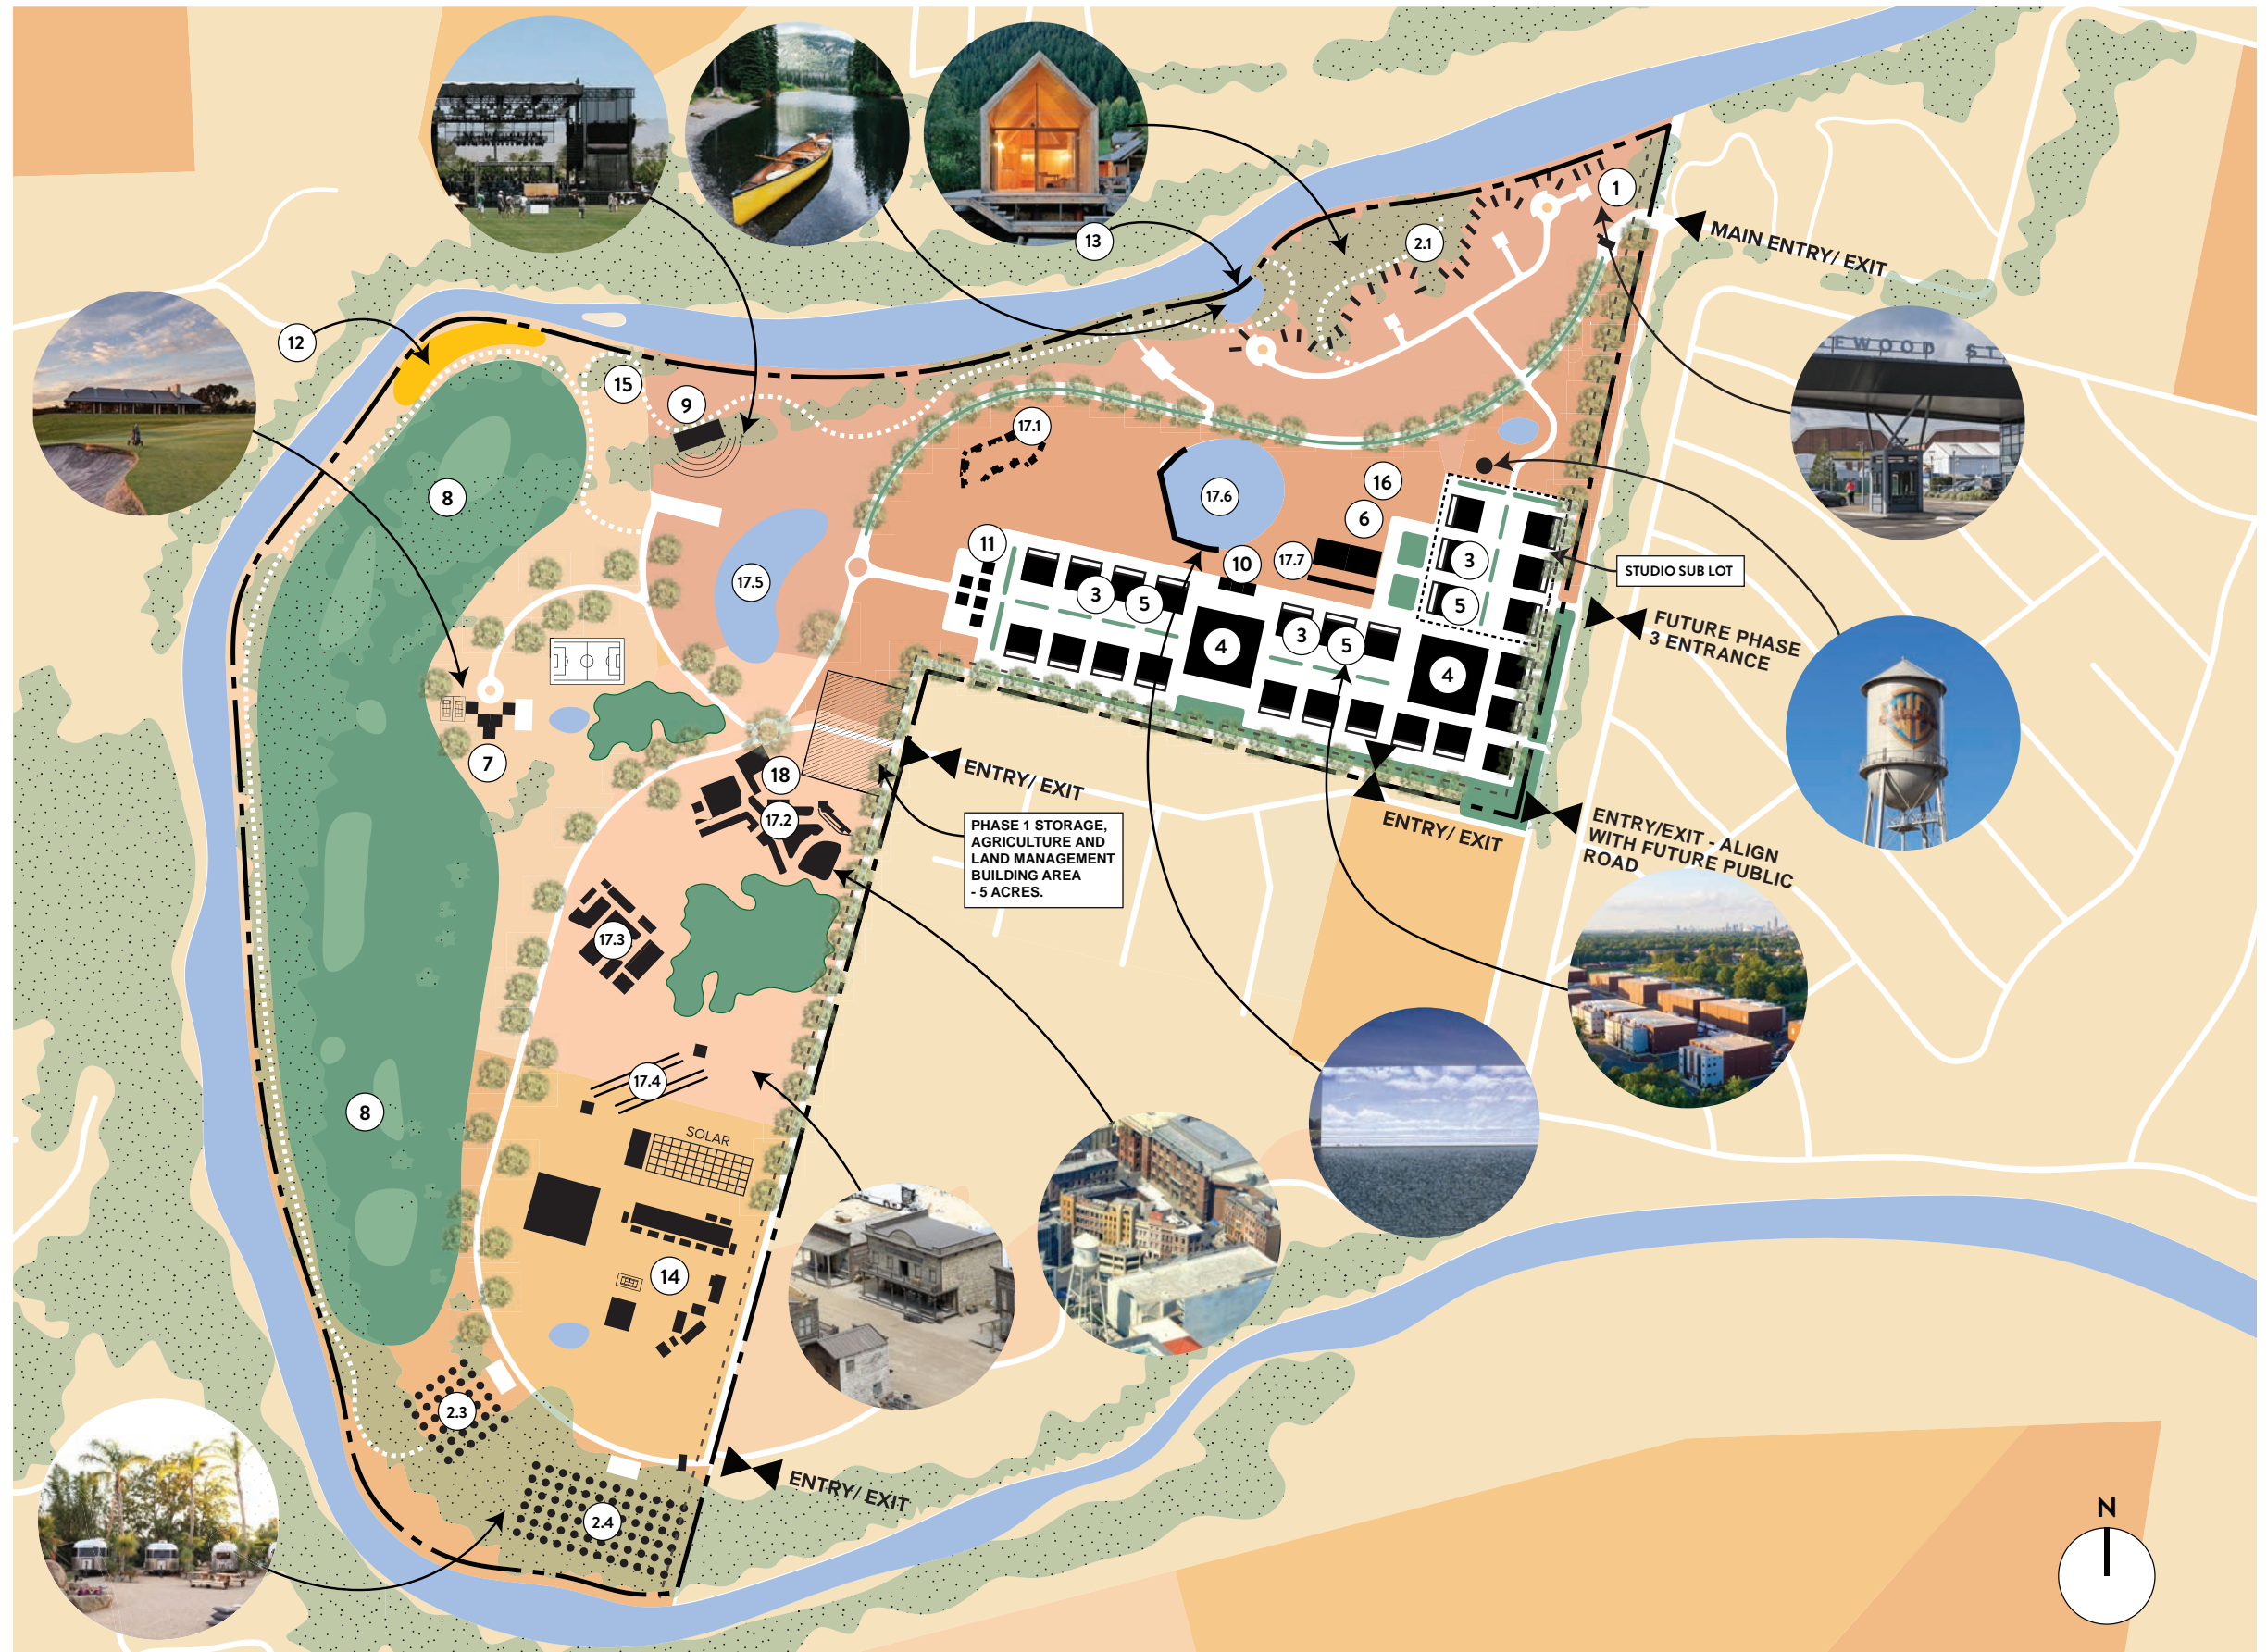 1
MAIN ENTRY/ EXIT
2.1
13
EWOOD ST
12
15
9
17.1
8
16
17.6
6
11
10
17.7
3
STUDIO SUB LOT
17.5
3
5
5
FUTURE PHASE
3 ENTRANCE
3
5
4
4
7
18
ENTRY/ EXIT
17.2
PHASE 1 STORAGE,
AGRICULTURE AND
LAND MANAGEMENT
BUILDING AREA
- 5 ACRES.
ENTRY/ EXIT
ENTRY/EXIT - ALIGN
WITH FUTURE PUBLIC
ROAD
17.3
17.4
8
SOLAR
14
2.3
ENTRY/ EXIT
2.4
N